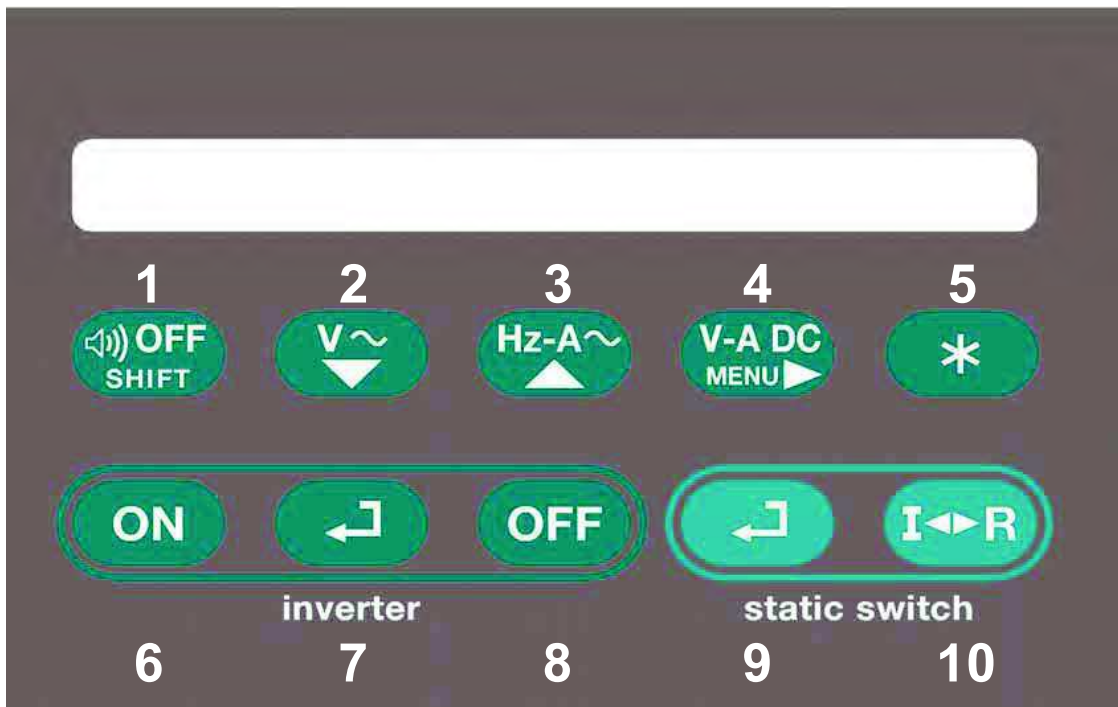 1 2 3 4 5
OFF V~ Hz-A~ V-A DC *
SHIFT MENU
ON OFF I R
inverter static switch
6 7 8 9 10